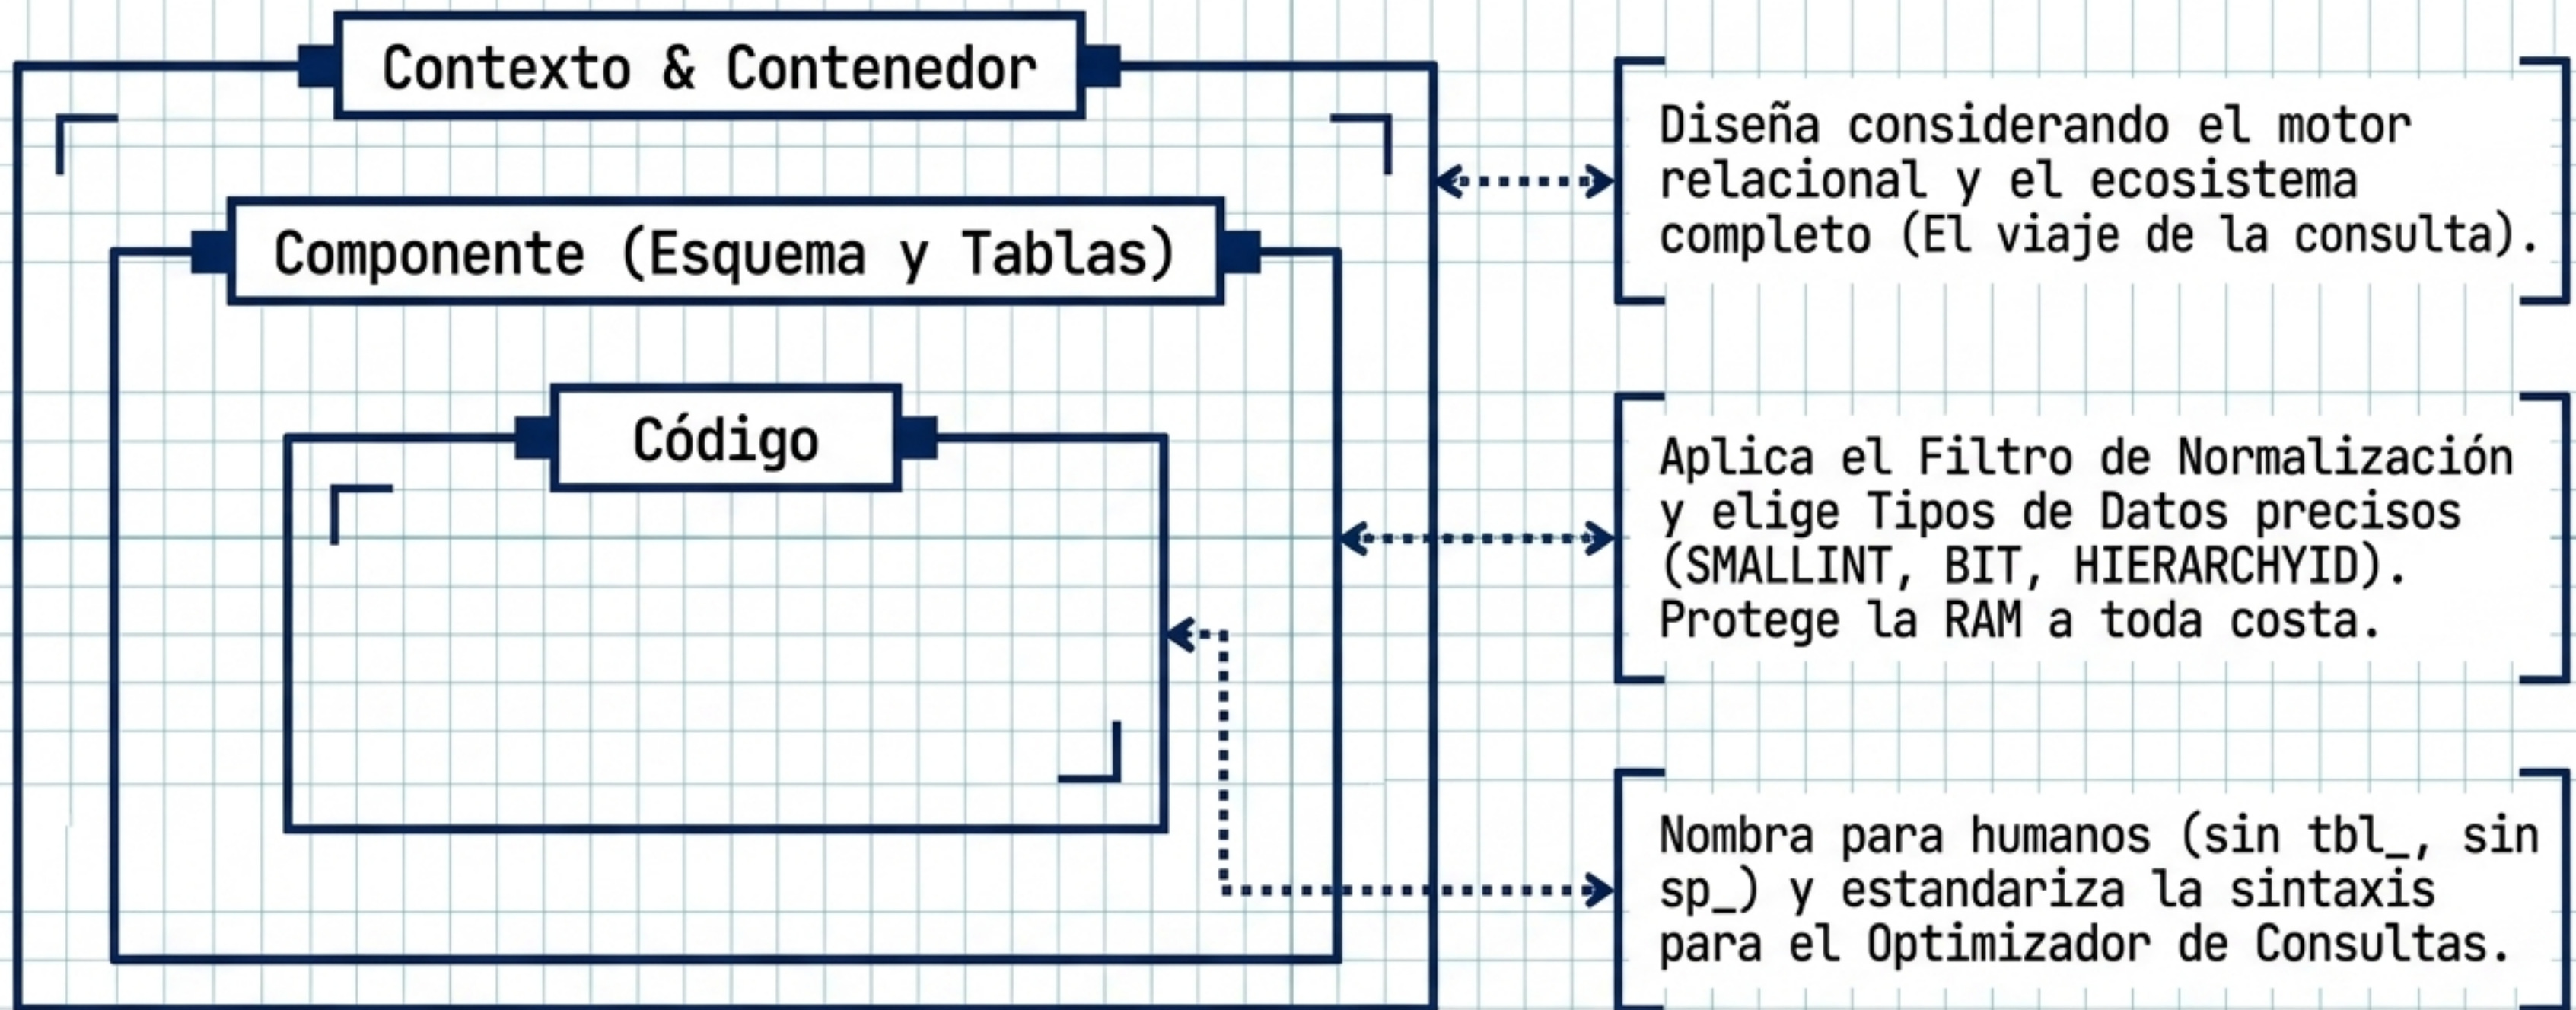 Contexto & Contenedor
Componente (Esquema y Tablas)
Código
Diseña considerando el motor
relacional y el ecosistema
completo (El viaje de la consulta).
Aplica el Filtro de Normalización
y elige Tipos de Datos precisos
(SMALLINT, BIT, HIERARCHYID).
Protege la RAM a toda costa.
Nombra para humanos (sin tbl_, sin
sp_) y estandariza la sintaxis
para el Optimizador de Consultas.